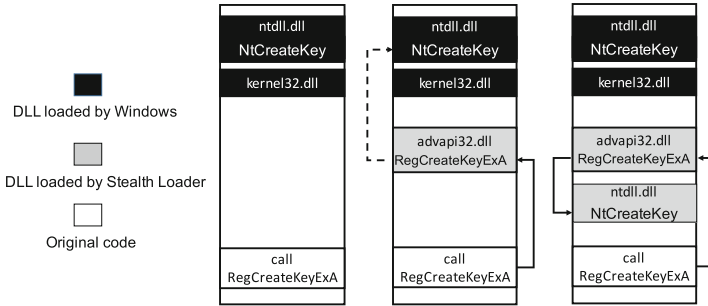 DLL loaded by Windows
DLL loaded by Stealth Loader
Original code
ntdll.dll
NtCreateKey
kernel32.dll
call
RegCreateKeyExA
ntdll.dll
NtCreateKey
kernel32.dll
advapi32.dll
RegCreateKeyExA
call
RegCreateKeyExA
ntdll.dll
NtCreateKey
kernel32.dll
advapi32.dll
RegCreateKeyExA
ntdll.dll
NtCreateKey
call
RegCreateKeyExA